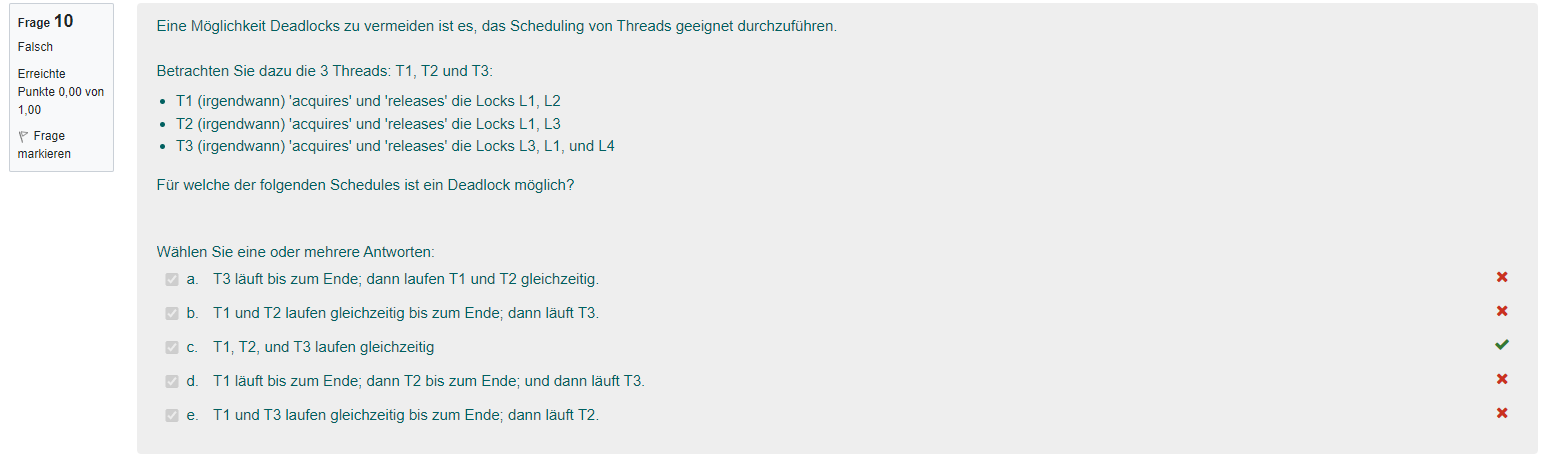 Frage 10
Falsch
Erreichte
Punkte 0,00 von
1,00
Frage
markieren
Eine Möglichkeit Deadlocks zu vermeiden ist es, das Scheduling von Threads geeignet durchzuführen.
Betrachten Sie dazu die 3 Threads: T1, T2 und T3:
• T1 (irgendwann) 'acquires' und 'releases' die Locks L1, L2
• T2 (irgendwann) 'acquires' und 'releases' die Locks L1, L3
• T3 (irgendwann) 'acquires' und 'releases' die Locks L3, L1, und L4
Für welche der folgenden Schedules ist ein Deadlock möglich?
Wählen Sie eine oder mehrere Antworten:
a. T3 läuft bis zum Ende; dann laufen T1 und T2 gleichzeitig.
b. T1 und T2 laufen gleichzeitig bis zum Ende; dann läuft T3.
c. T1, T2, und T3 laufen gleichzeitig
d. T1 läuft bis zum Ende; dann T2 bis zum Ende; und dann läuft T3.
e. T1 und T3 laufen gleichzeitig bis zum Ende; dann läuft T2.